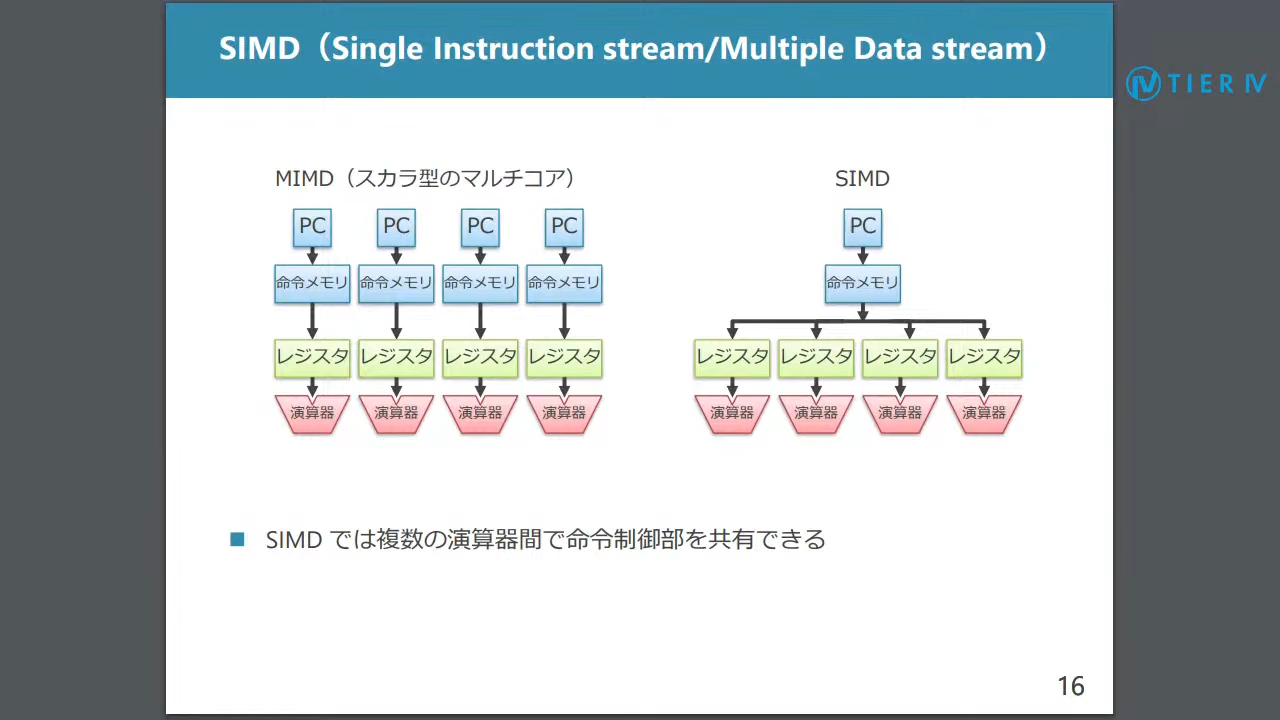 SIMD（Single Instruction stream/Multiple Data stream）
TIER IV
MIMD（スカラ型のマルチコア）
SIMD
PC PC PC PC
PC
命令メモリ 命令メモリ 命令メモリ 命令メモリ
命令メモリ
レジスタ レジスタ レジスタ レジスタ
レジスタ レジスタ レジスタ レジスタ
演算器 演算器 演算器 演算器
演算器 演算器 演算器 演算器
SIMD では複数の演算器間で命令制御部を共有できる
16